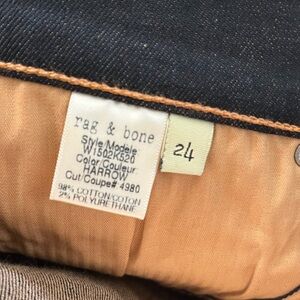 rag & bone
Style/Modele
W1502K520
Color/Couleur
HARROW
Cut/Coupe# 4980
98% COTTON/COTON
2% POLYURETHANE
24